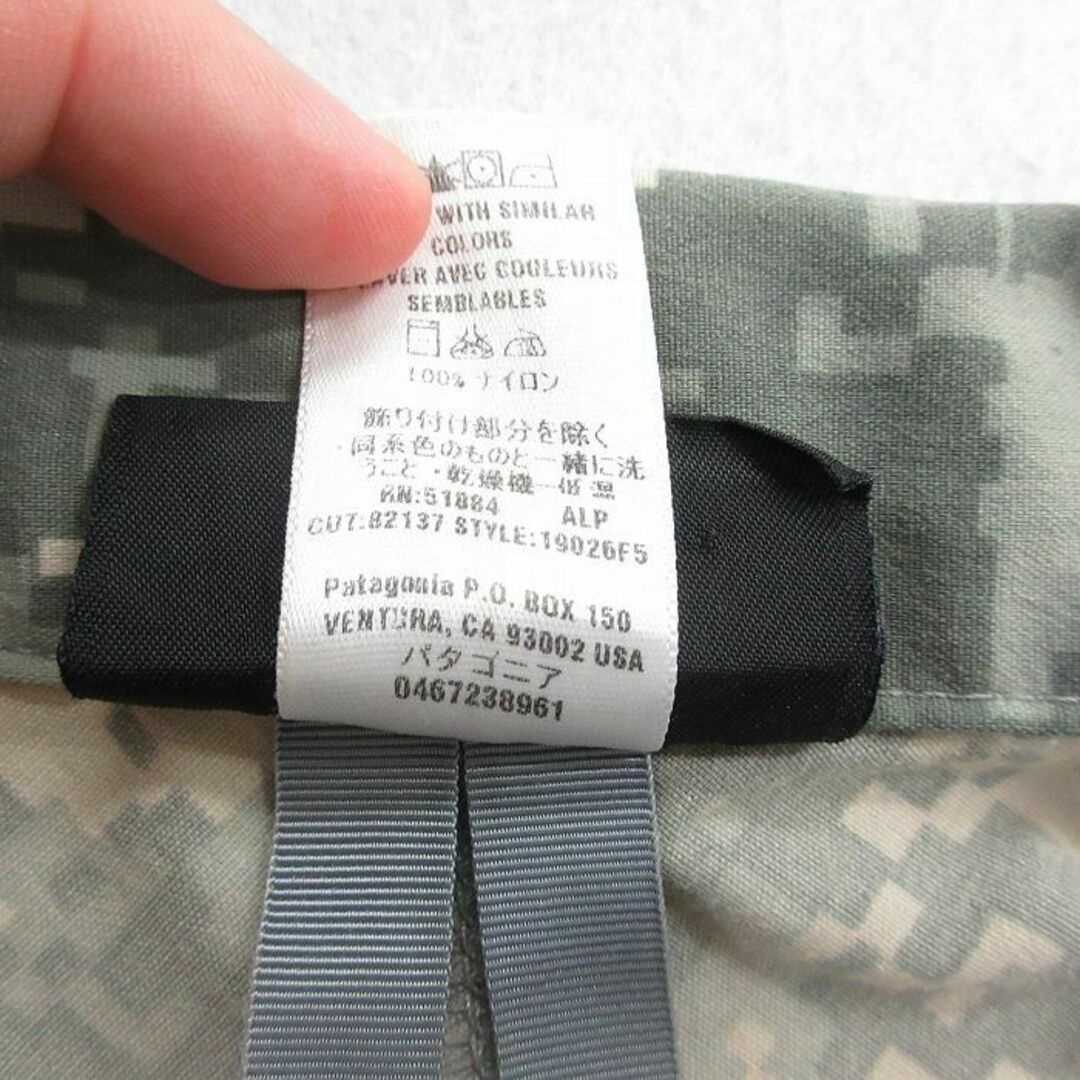 WITH SIMILAR
COLORS
LAVER AVEC COULEURS
SEMBLABLES
100% ナイロン
飾り付け部分を除く
・同系色のものと一緒に洗
うこと・乾燥機一低温
RN:51884 ALP
CUT:82137 STYLE:19026F5
Patagonia P.O. BOX 150
VENTURA, CA 93002 USA
パタゴニア
0467238961